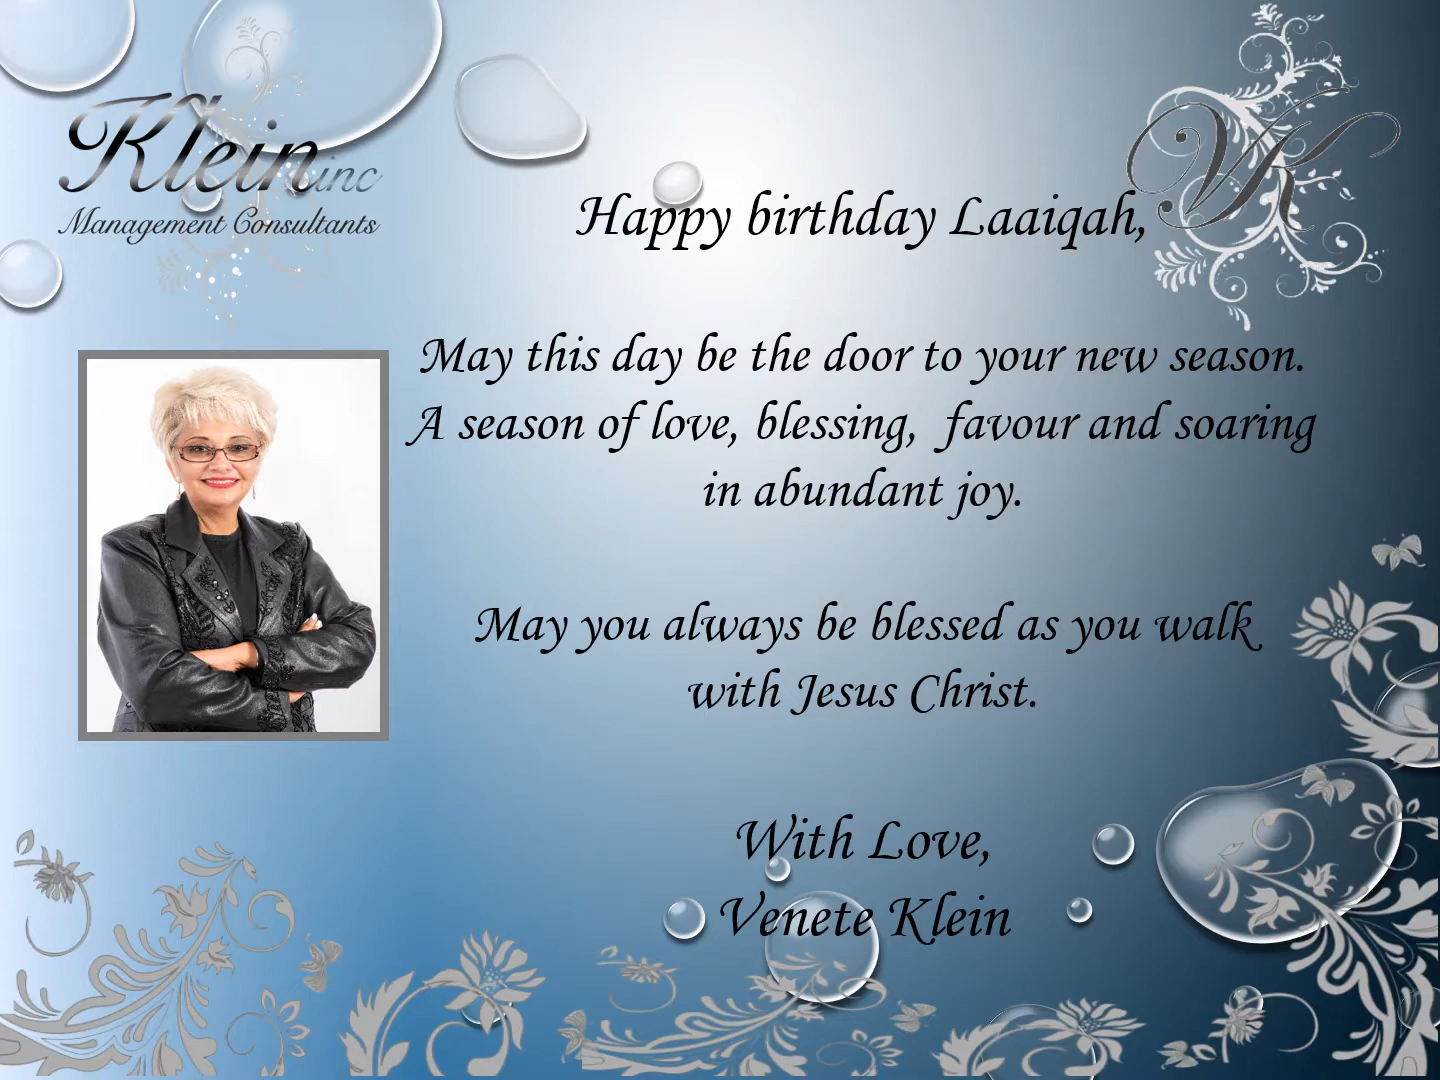 Klein inc
Management Consultants
VK
Happy birthday Laaiqah,
May this day be the door to your new season.
A season of love, blessing,  favour and soaring
in abundant joy.
May you always be blessed as you walk
with Jesus Christ.
With Love,
Venete Klein